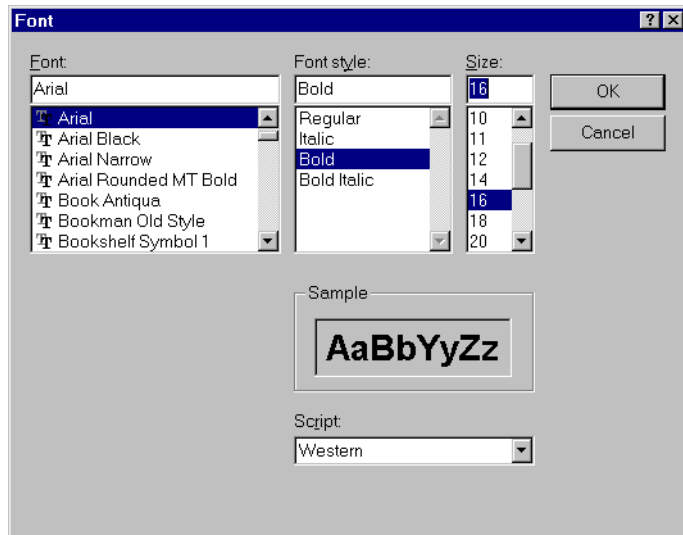 Font
Font:
Arial
Arial
Arial Black
Arial Narrow
Arial Rounded MT Bold
Book Antiqua
Bookman Old Style
Bookshelf Symbol 1
Font style:
Bold
Regular
Italic
Bold
Bold Italic
Size:
16
10
11
12
14
16
18
20
OK
Cancel
Sample
AaBbYyZz
Script:
Western